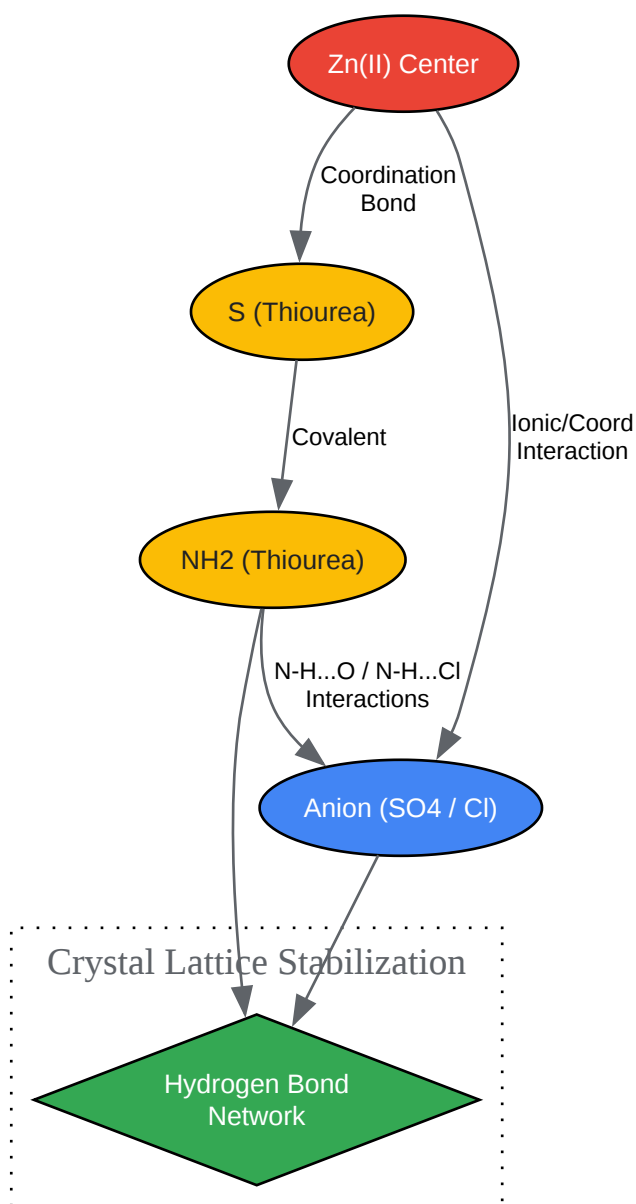 Zn(II) Center
Coordination
Bond
S (Thiourea)
Covalent
Ionic/Coord
Interaction
NH2 (Thiourea)
N-H...O / N-H...Cl
Interactions
Anion (SO4 / Cl)
Crystal Lattice Stabilization
Hydrogen Bond
Network